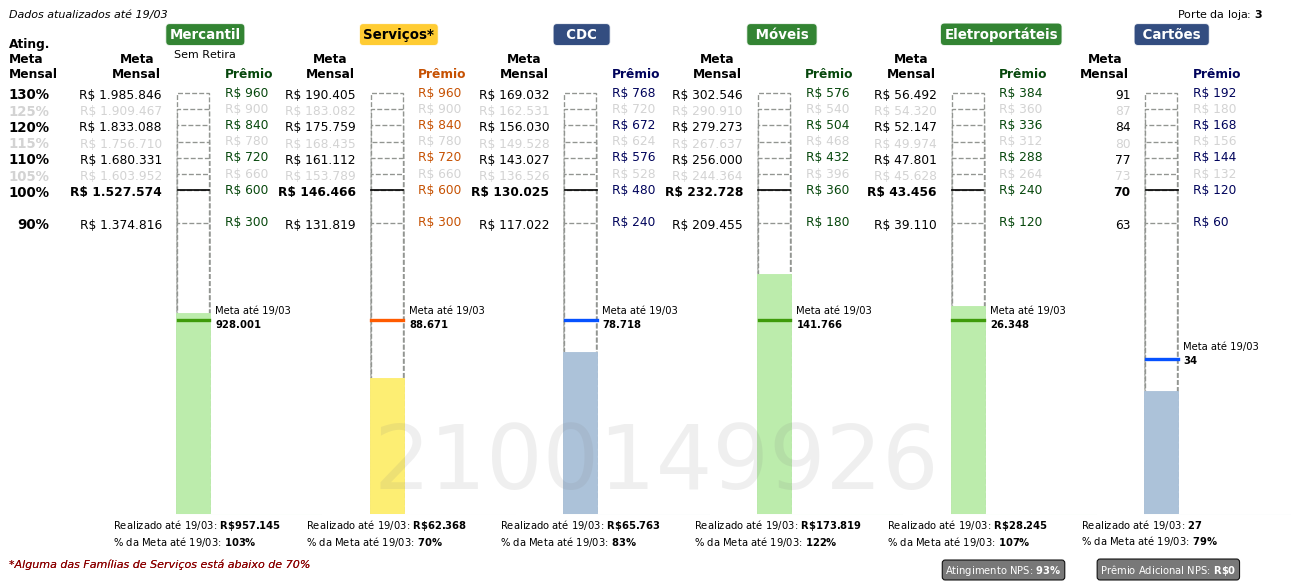 Dados atualizados até 19/03
Porte da loja: 3
Mercantil
Serviços*
CDC
Móveis
Eletroportáteis
Cartões
Sem Retira
Ating. Meta Mensal
Meta Mensal Prêmio Meta Mensal Prêmio Meta Mensal Prêmio Meta Mensal Prêmio Meta Mensal Prêmio Meta Mensal Prêmio
130% R$ 1.985.846 R$ 960 R$ 190.405 R$ 960 R$ 169.032 R$ 768 R$ 302.546 R$ 576 R$ 56.492 R$ 384 91 R$ 192
125% R$ 1.909.467 R$ 900 R$ 183.082 R$ 900 R$ 162.531 R$ 720 R$ 290.910 R$ 540 R$ 54.320 R$ 360 87 R$ 180
120% R$ 1.833.088 R$ 840 R$ 175.759 R$ 840 R$ 156.030 R$ 672 R$ 279.273 R$ 504 R$ 52.147 R$ 336 84 R$ 168
115% R$ 1.756.710 R$ 780 R$ 168.435 R$ 780 R$ 149.528 R$ 624 R$ 267.637 R$ 468 R$ 49.974 R$ 312 80 R$ 156
110% R$ 1.680.331 R$ 720 R$ 161.112 R$ 720 R$ 143.027 R$ 576 R$ 256.000 R$ 432 R$ 47.801 R$ 288 77 R$ 144
105% R$ 1.603.952 R$ 660 R$ 153.789 R$ 660 R$ 136.526 R$ 528 R$ 244.364 R$ 396 R$ 45.628 R$ 264 73 R$ 132
100% R$ 1.527.574 R$ 600 R$ 146.466 R$ 600 R$ 130.025 R$ 480 R$ 232.728 R$ 360 R$ 43.456 R$ 240 70 R$ 120
90% R$ 1.374.816 R$ 300 R$ 131.819 R$ 300 R$ 117.022 R$ 240 R$ 209.455 R$ 180 R$ 39.110 R$ 120 63 R$ 60
Meta até 19/03
928.001
Meta até 19/03
88.671
Meta até 19/03
78.718
Meta até 19/03
141.766
Meta até 19/03
26.348
Meta até 19/03
34
2100149926
Realizado até 19/03: R$957.145
% da Meta até 19/03: 103%
Realizado até 19/03: R$62.368
% da Meta até 19/03: 70%
Realizado até 19/03: R$65.763
% da Meta até 19/03: 83%
Realizado até 19/03: R$173.819
% da Meta até 19/03: 122%
Realizado até 19/03: R$28.245
% da Meta até 19/03: 107%
Realizado até 19/03: 27
% da Meta até 19/03: 79%
*Alguma das Famílias de Serviços está abaixo de 70%
Atingimento NPS: 93%
Prêmio Adicional NPS: R$0